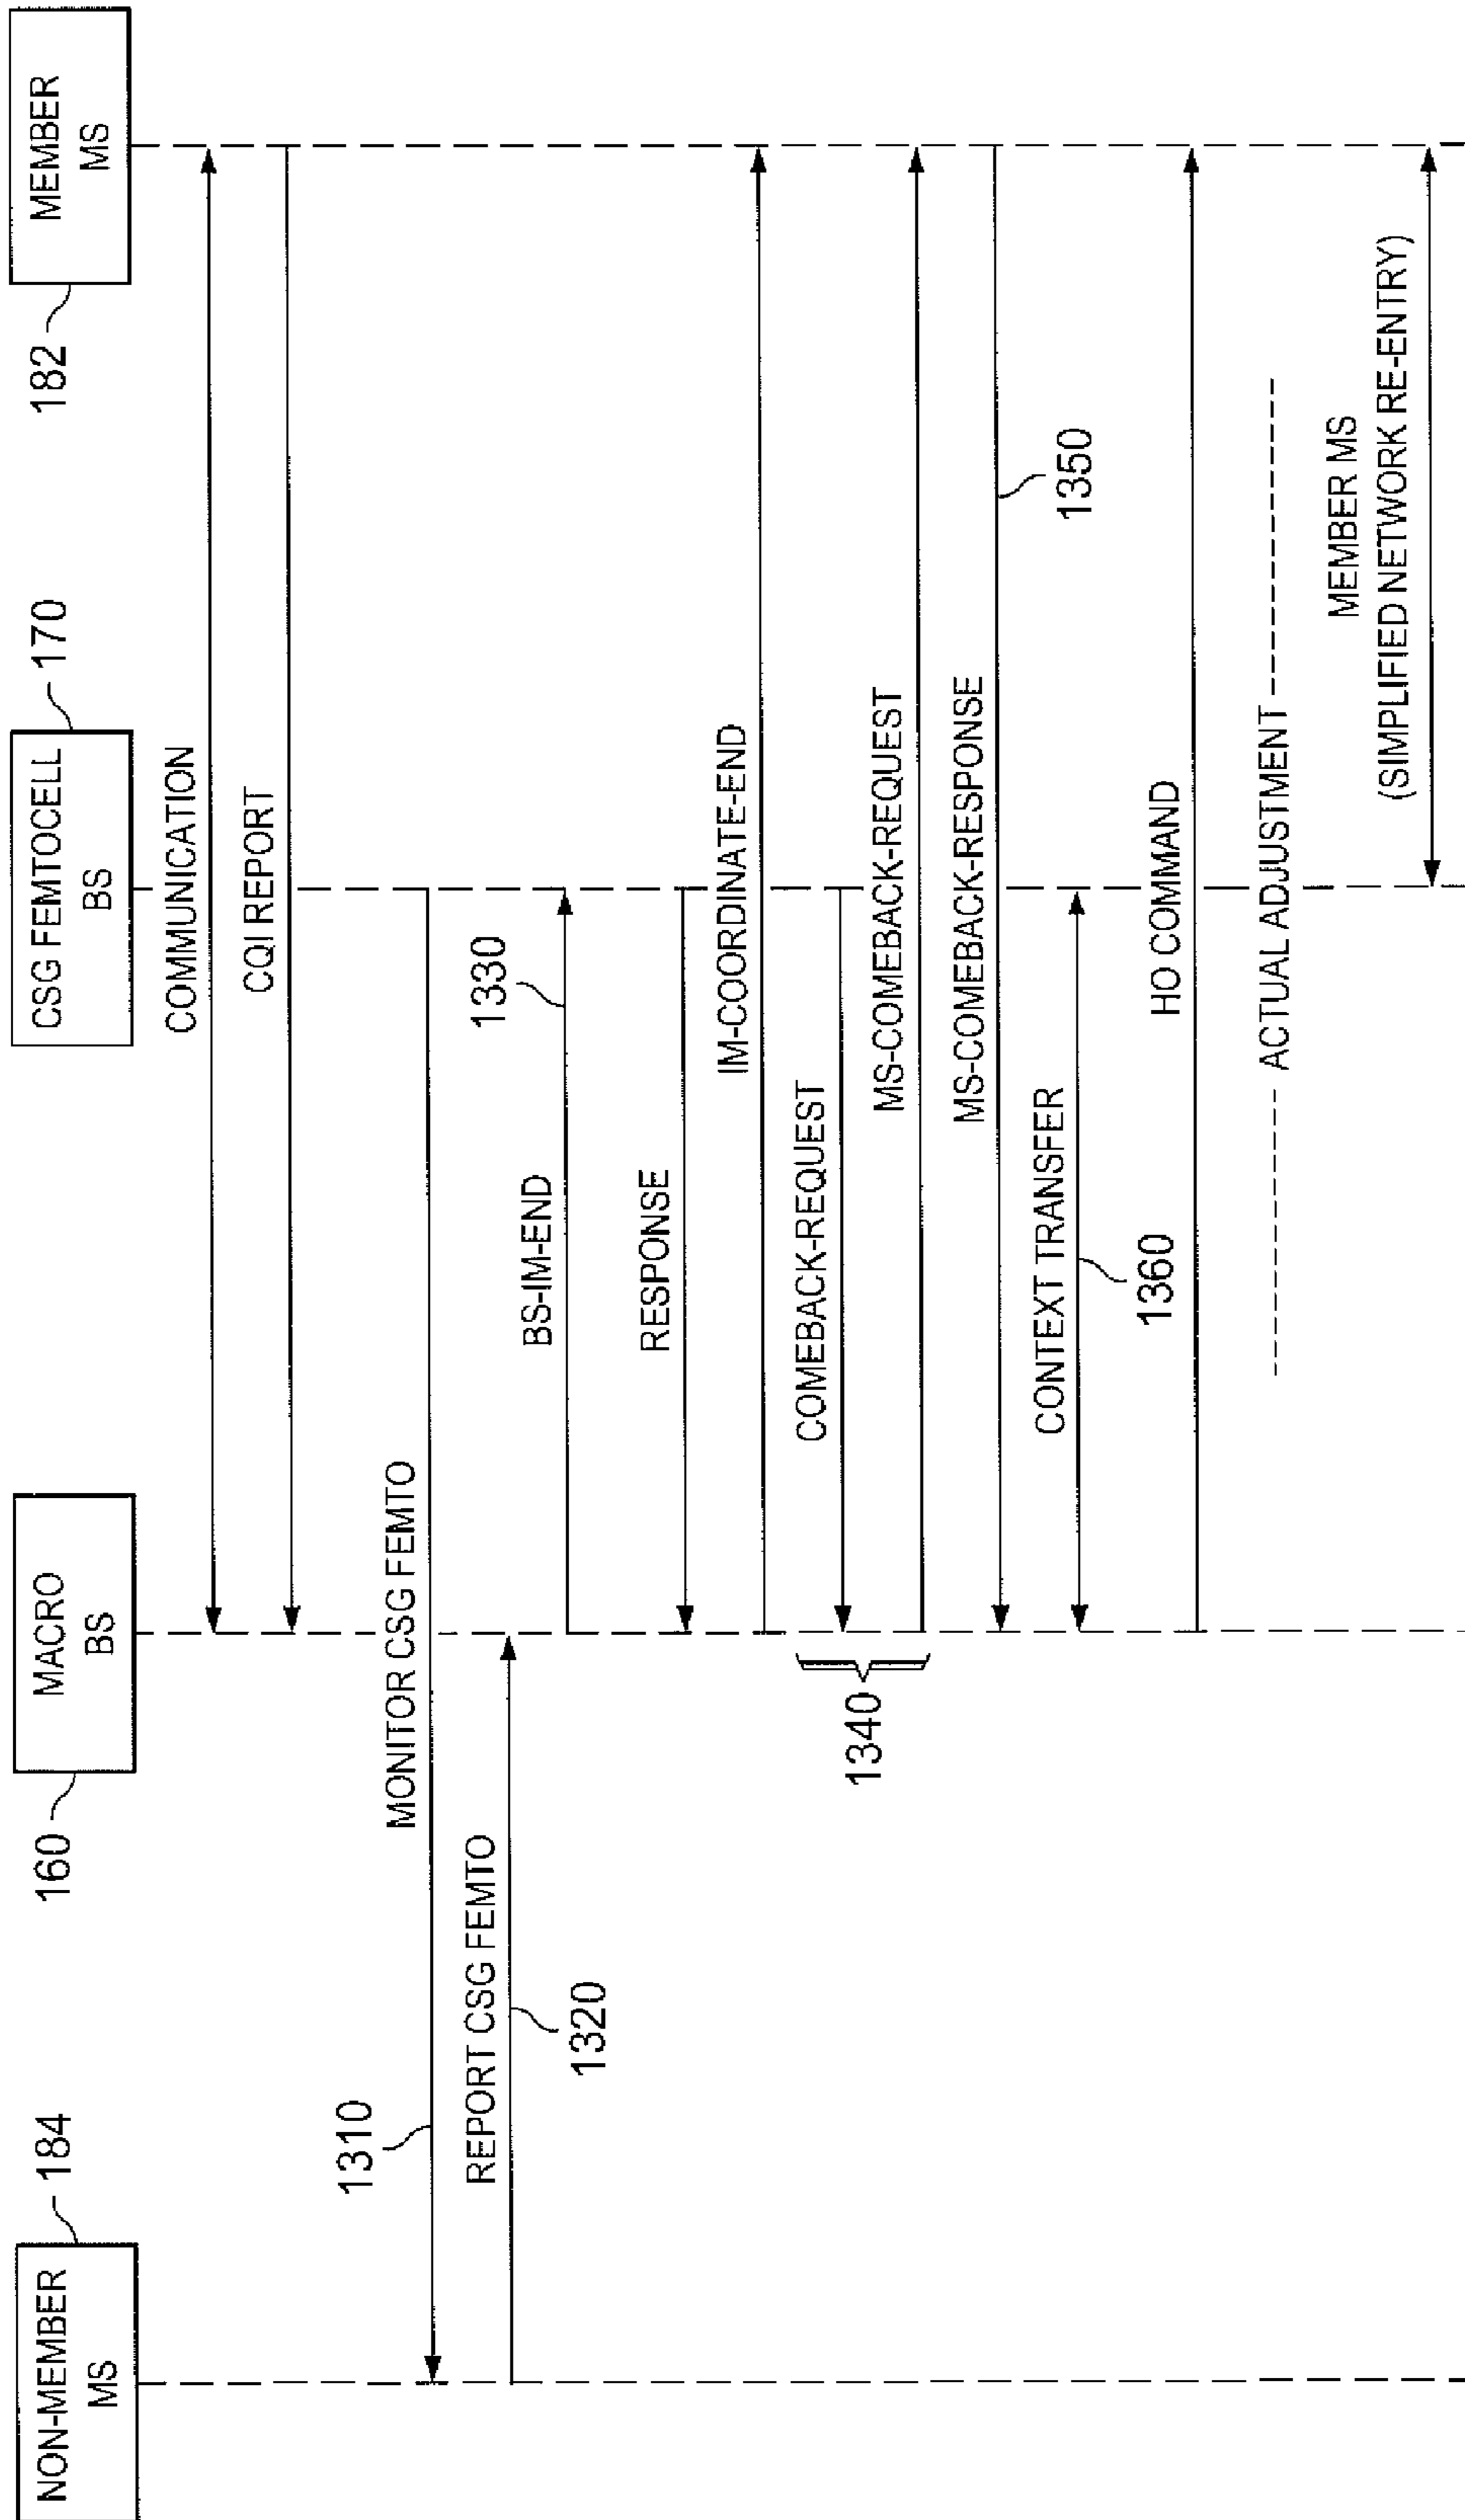 NON-MEMBER
MS
184
MACRO
BS
160
CSG FEMTOCELL
BS
170
MEMBER
MS
182
COMMUNICATION
CQI REPORT
1310
MONITOR CSG FEMTO
REPORT CSG FEMTO
1320
1330
BS-IM-END
RESPONSE
IM-COORDINATE-END
COMEBACK-REQUEST
1340
MS-COMEBACK-REQUEST
MS-COMEBACK-RESPONSE
1350
CONTEXT TRANSFER
1360
HO COMMAND
ACTUAL ADJUSTMENT
MEMBER MS
(SIMPLIFIED NETWORK RE-ENTRY)